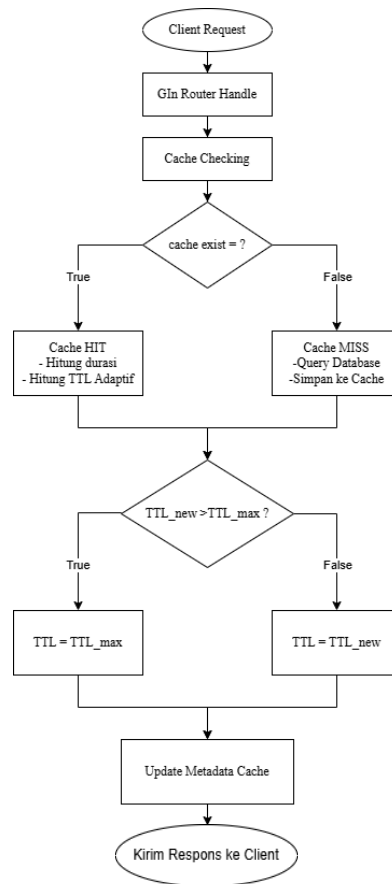 Client Request
GIn Router Handle
Cache Checking
cache exist = ?
True
False
Cache HIT
- Hitung durasi
- Hitung TTL Adaptif
Cache MISS
-Query Database
-Simpan ke Cache
TTL_new >TTL_max ?
True
False
TTL = TTL_max
TTL = TTL_new
Update Metadata Cache
Kirim Respons ke Client